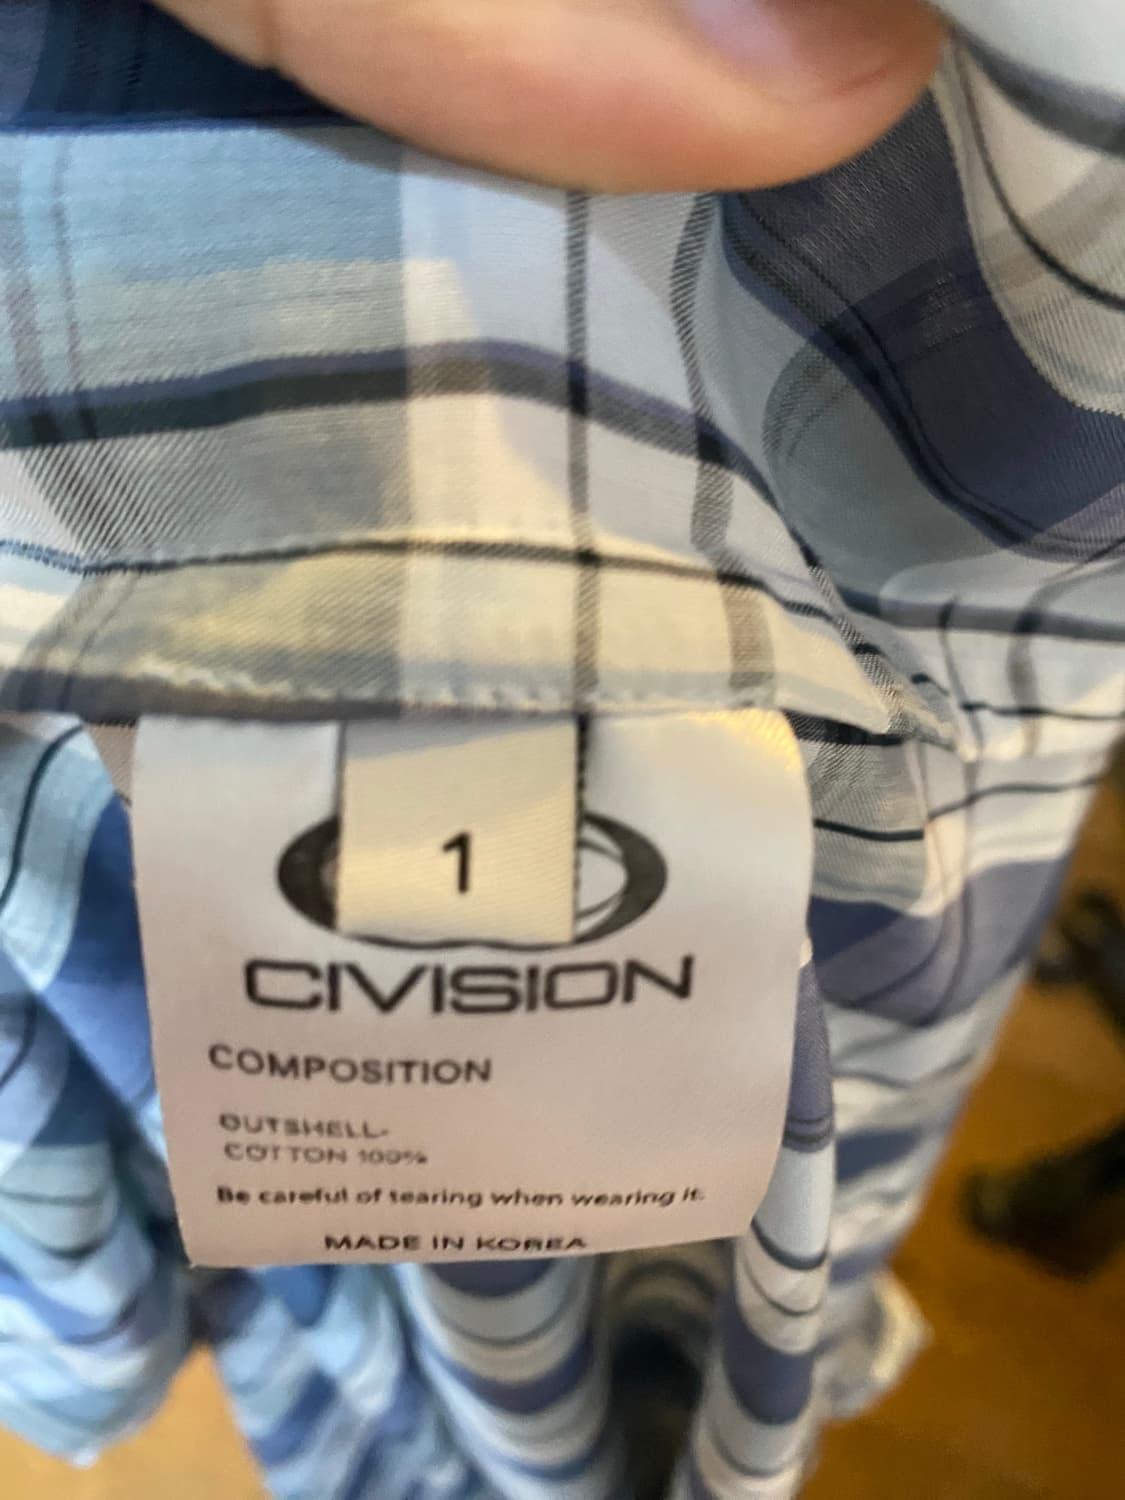 1
CIVISION
COMPOSITION
OUTSHELL-
COTTON 100%
Be careful of tearing when wearing it.
MADE IN KOREA